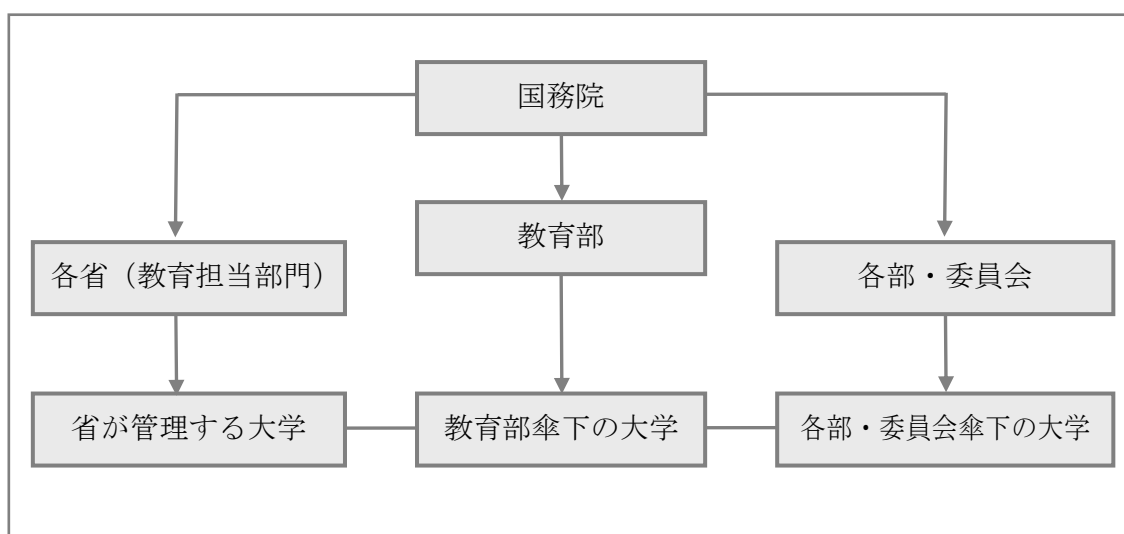 国務院
教育部
各省（教育担当部門）
各部・委員会
省が管理する大学
教育部傘下の大学
各部・委員会傘下の大学